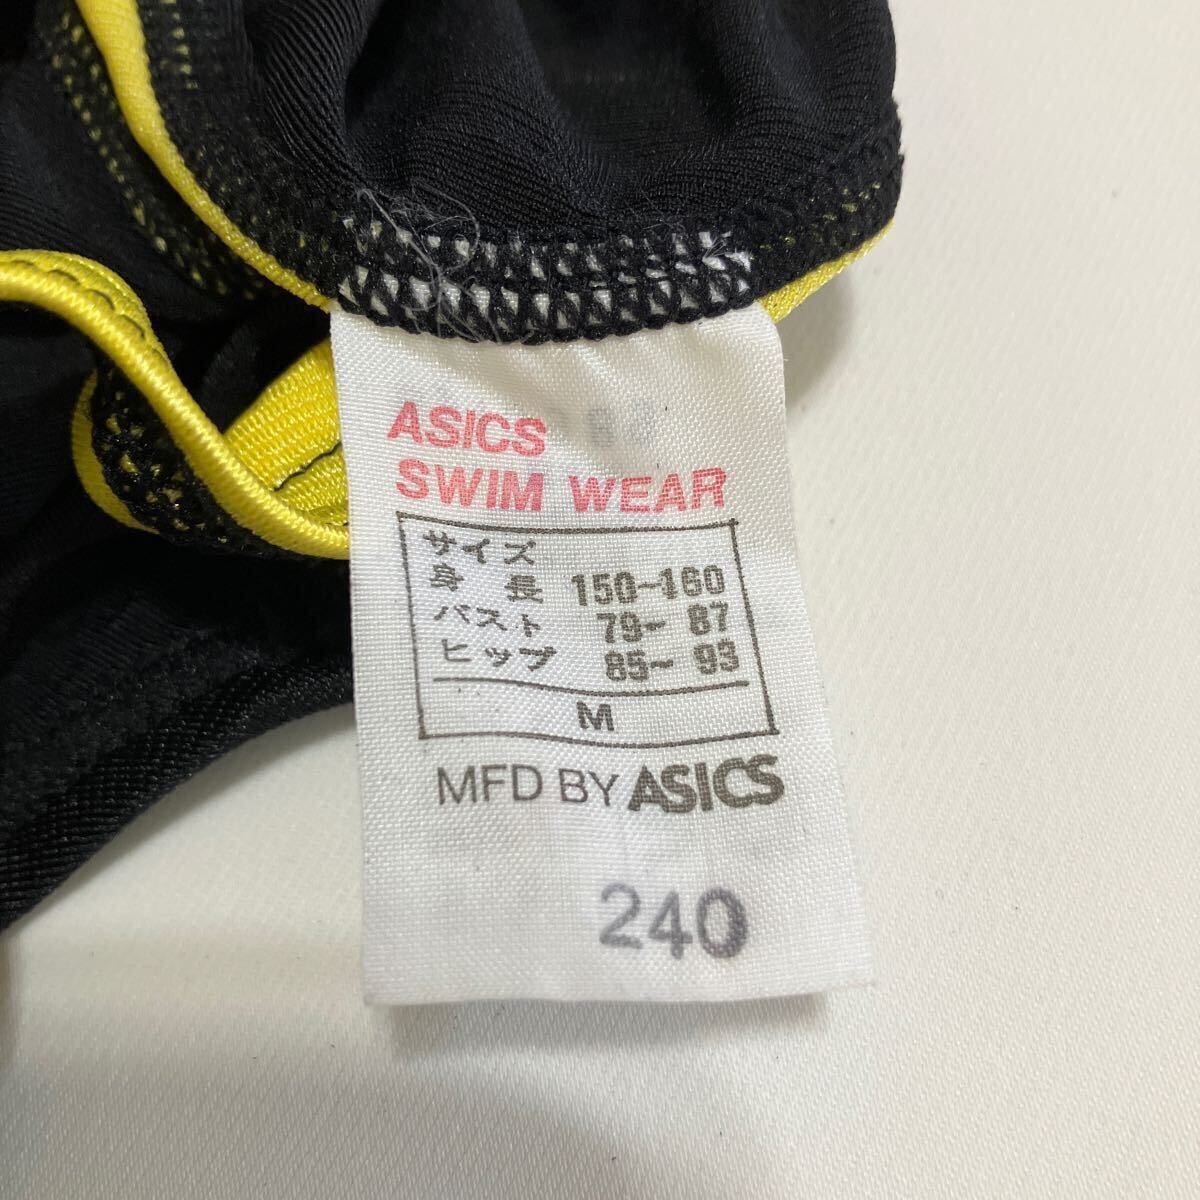 ASICS
SWIM WEAR
サイズ
身長 150-160
バスト 79- 87
ヒップ 85- 93
M
MFD BY ASICS
240